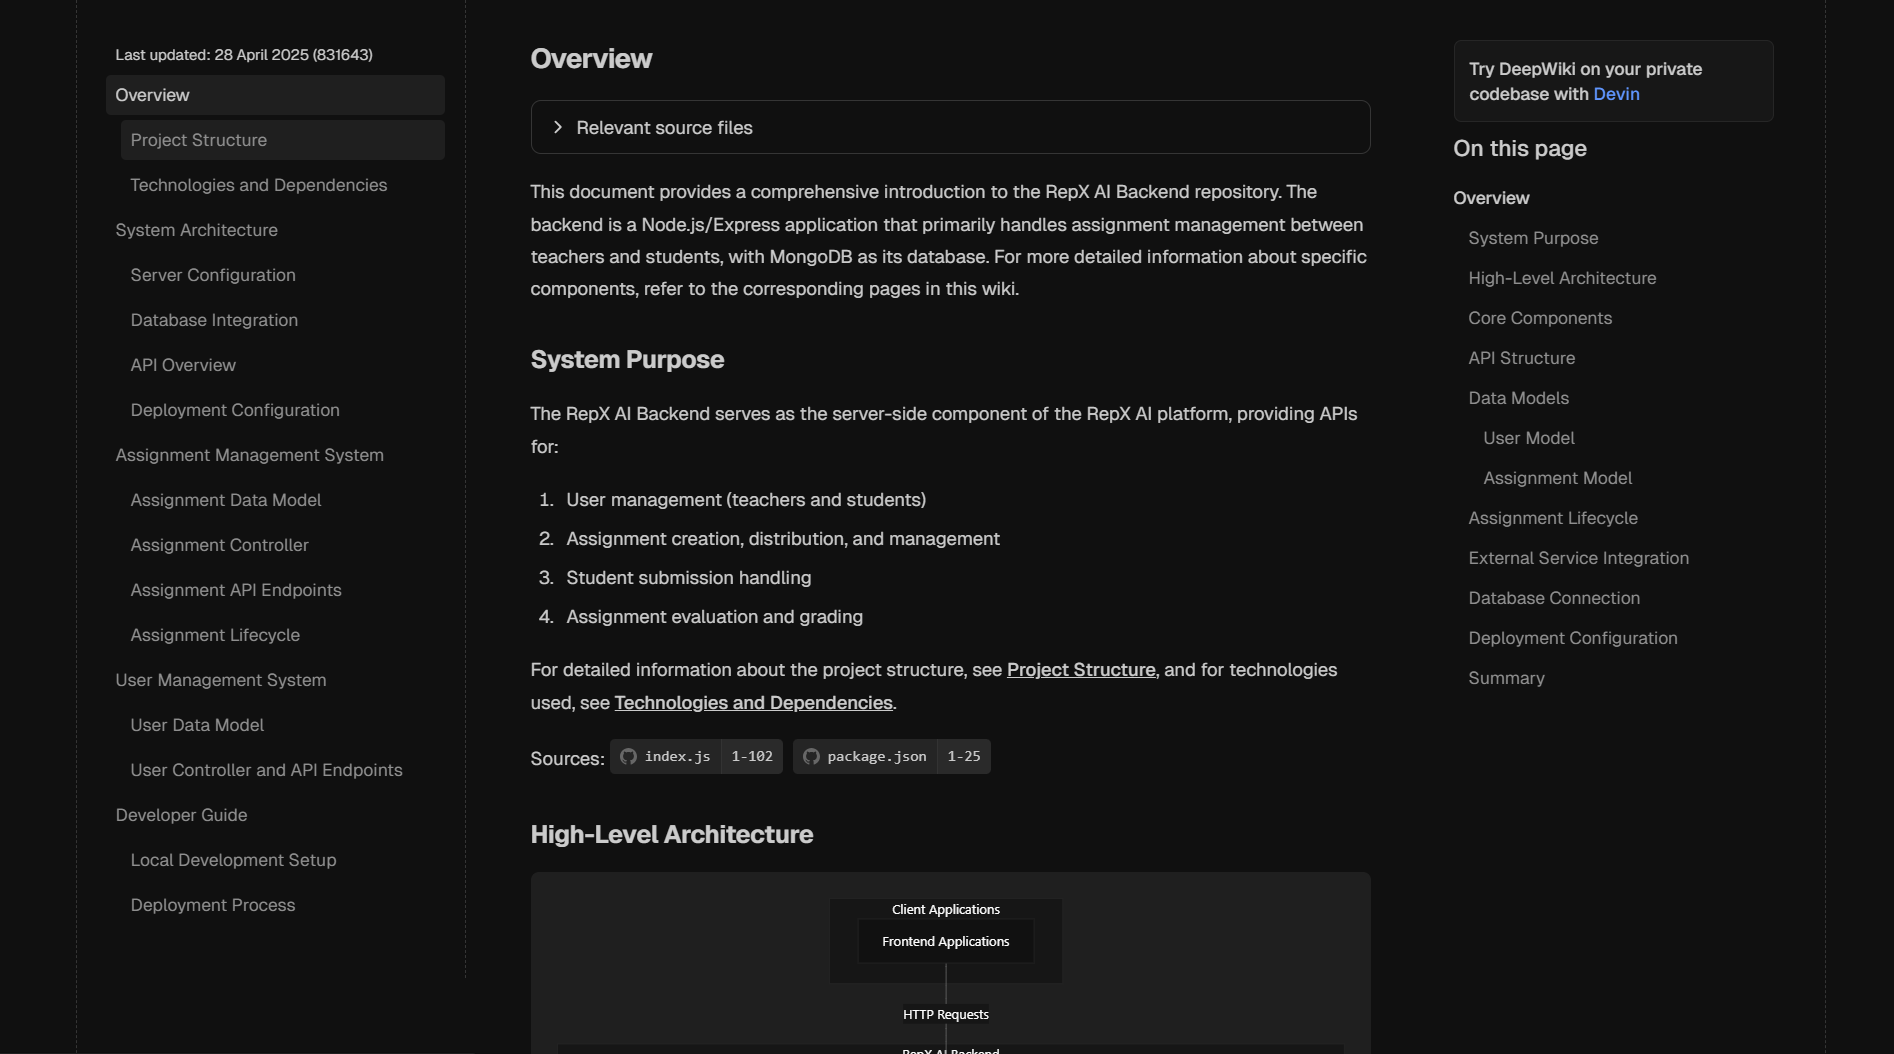 Last updated: 28 April 2025 (831643)
Overview
Project Structure
Technologies and Dependencies
System Architecture
Server Configuration
Database Integration
API Overview
Deployment Configuration
Assignment Management System
Assignment Data Model
Assignment Controller
Assignment API Endpoints
Assignment Lifecycle
User Management System
User Data Model
User Controller and API Endpoints
Developer Guide
Local Development Setup
Deployment Process
Overview
Relevant source files
This document provides a comprehensive introduction to the RepX AI Backend repository. The
backend is a Node.js/Express application that primarily handles assignment management between
teachers and students, with MongoDB as its database. For more detailed information about specific
components, refer to the corresponding pages in this wiki.
System Purpose
The RepX AI Backend serves as the server-side component of the RepX AI platform, providing APIs
for:
1. User management (teachers and students)
2. Assignment creation, distribution, and management
3. Student submission handling
4. Assignment evaluation and grading
For detailed information about the project structure, see Project Structure, and for technologies
used, see Technologies and Dependencies.
Sources: index.js 1-102 package.json 1-25
High-Level Architecture
Client Applications
Frontend Applications
HTTP Requests
RepX AI Backend
Try DeepWiki on your private
codebase with Devin
On this page
Overview
System Purpose
High-Level Architecture
Core Components
API Structure
Data Models
User Model
Assignment Model
Assignment Lifecycle
External Service Integration
Database Connection
Deployment Configuration
Summary